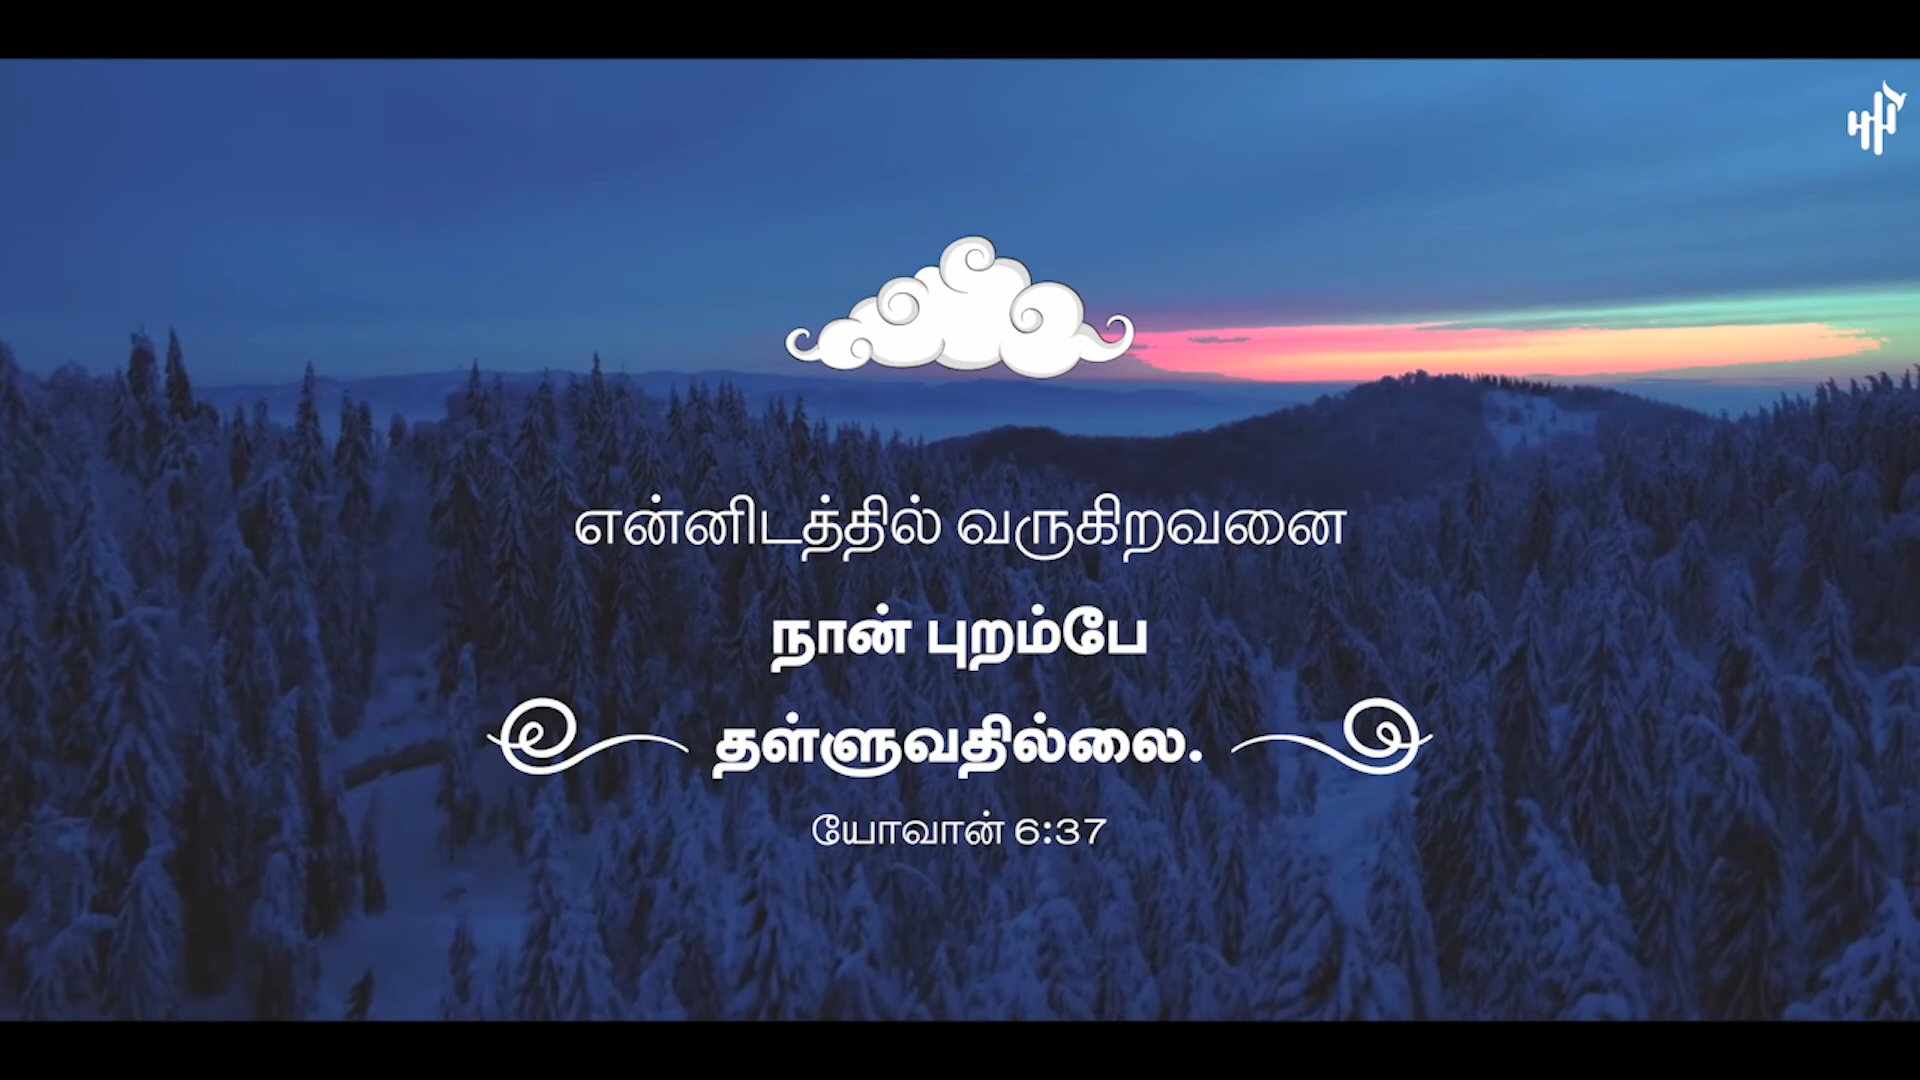 என்னிடத்தில் வருகிறவனை
நான் புறம்பே
தள்ளுவதில்லை.
யோவான் 6:37